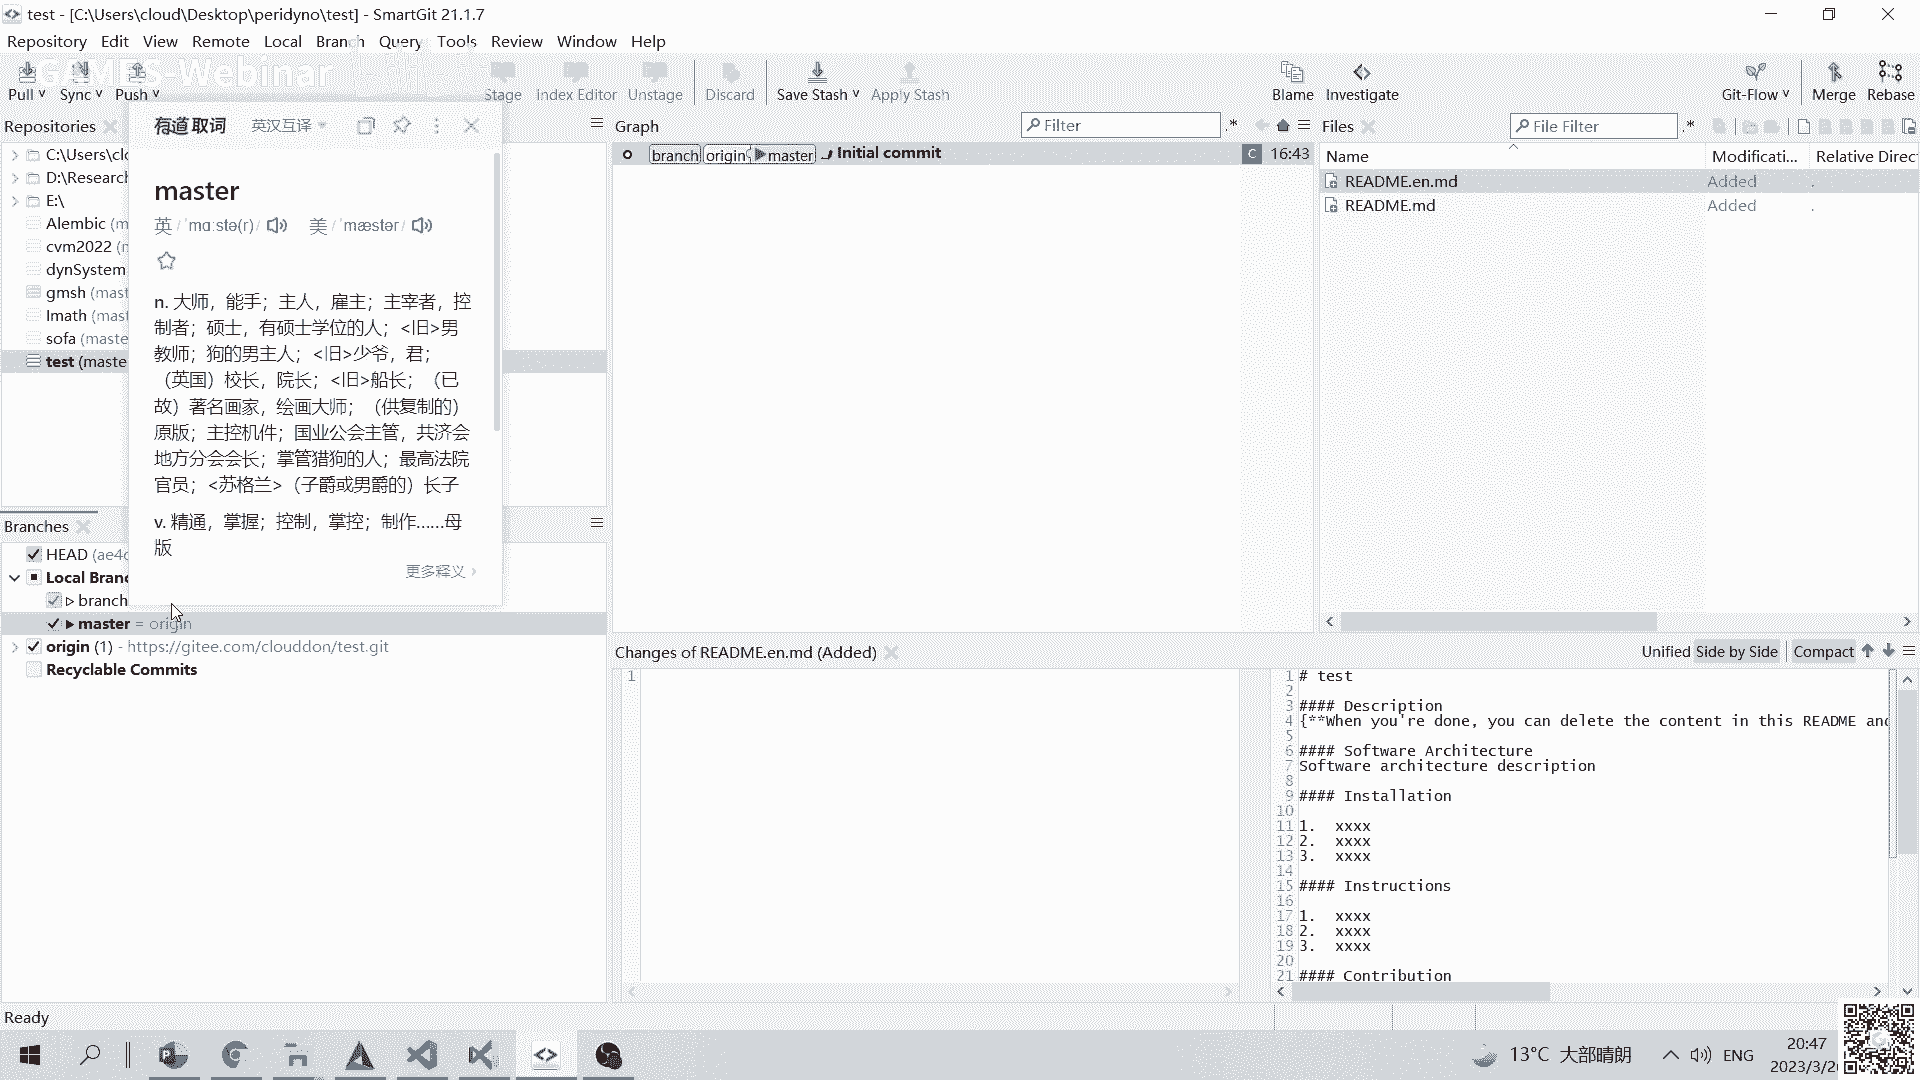 test - [C:\Users\cloud\Desktop\peridyno\test] - SmartGit 21.1.7
Repository Edit View Remote Local Branch Query Tools Review Window Help
GAMES-Webinar
Pull Sync Push Stage Index Editor Unstage Discard Save Stash Apply Stash Blame Investigate Git-Flow Merge Rebase
Repositories
有道取词 英汉互译
Graph
Filter
.*
Files
File Filter
.*
C:\Users\clo
D:\Research
E:\
Alembic (m
cvm2022 (m
dynSystem
gmsh (mast
Imath (mast
sofa (maste
test (maste
master
英 / ˈmɑːstə(r)/ 美 / ˈmæstər/
n. 大师，能手；主人，雇主；主宰者，控
制者；硕士，有硕士学位的人；<旧>男
教师；狗的男主人；<旧>少爷，君；
（英国）校长，院长；<旧>船长；（已
故）著名画家，绘画大师；（供复制的）
原版；主控机件；国业公会主管，共济会
地方分会会长；掌管猎狗的人；最高法院
官员；<苏格兰>（子爵或男爵的）长子
v. 精通，掌握；控制，掌控；制作……母
版
更多释义
branch origin master Initial commit
C 16:43
Name Modificati... Relative Direc
README.en.md Added .
README.md Added .
Branches
HEAD (ae4c
Local Branc
branch
master = origin
origin (1) - https://gitee.com/clouddon/test.git
Recyclable Commits
Changes of README.en.md (Added)
Unified Side by Side Compact
1
1 # test
2
3 #### Description
4 {**When you're done, you can delete the content in this README and
5
6 #### Software Architecture
7 Software architecture description
8
9 #### Installation
10
11 1. xxxx
12 2. xxxx
13 3. xxxx
14
15 #### Instructions
16
17 1. xxxx
18 2. xxxx
19 3. xxxx
20
21 #### Contribution
Ready
13°C 大部晴朗
ENG
20:47
2023/3/2